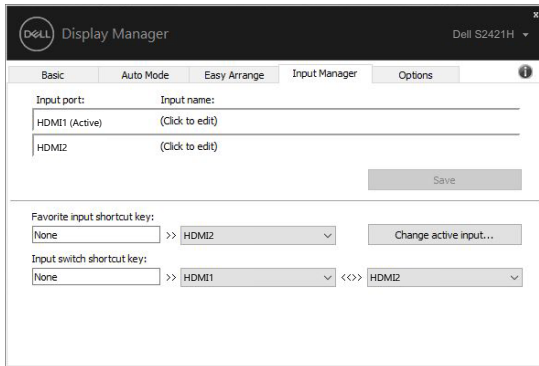 DELL Display Manager Dell S2421H
x
Basic Auto Mode Easy Arrange Input Manager Options
Input port: Input name:
HDMI1 (Active) (Click to edit)
HDMI2 (Click to edit)
Save
Favorite input shortcut key:
None >> HDMI2 Change active input...
Input switch shortcut key:
None >> HDMI1 <<>> HDMI2